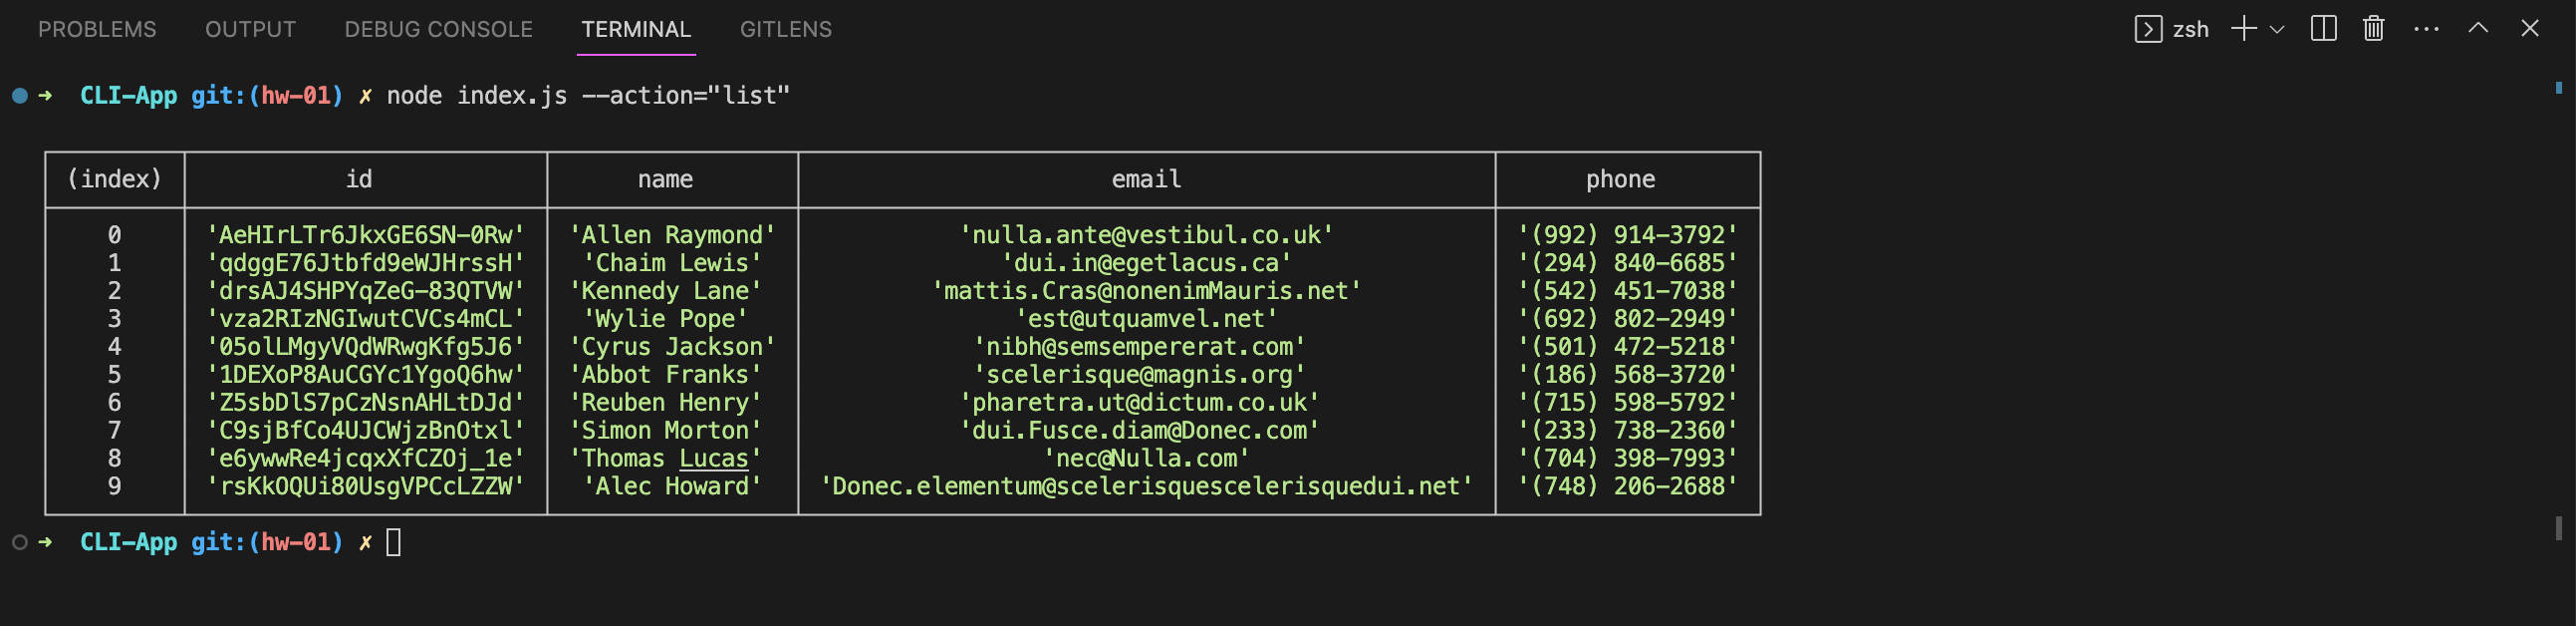 PROBLEMS OUTPUT DEBUG CONSOLE TERMINAL GITLENS zsh
➜ CLI-App git:(hw-01) ✗ node index.js --action="list"
(index) id name email phone
0 'AeHIrLTr6JkxGE6SN-0Rw' 'Allen Raymond' 'nulla.ante@vestibul.co.uk' '(992) 914-3792'
1 'qdggE76Jtbfd9eWJHrssH' 'Chaim Lewis' 'dui.in@egetlacus.ca' '(294) 840-6685'
2 'drsAJ4SHPYqZeG-83QTVW' 'Kennedy Lane' 'mattis.Cras@nonenimMauris.net' '(542) 451-7038'
3 'vza2RIzNGIwutCVCs4mCL' 'Wylie Pope' 'est@utquamvel.net' '(692) 802-2949'
4 '05olLMgyVQdWRwgKfg5J6' 'Cyrus Jackson' 'nibh@semsempererat.com' '(501) 472-5218'
5 '1DEXoP8AuCGYc1YgoQ6hw' 'Abbot Franks' 'scelerisque@magnis.org' '(186) 568-3720'
6 'Z5sbDlS7pCzNsnAHLtDJd' 'Reuben Henry' 'pharetra.ut@dictum.co.uk' '(715) 598-5792'
7 'C9sjBfCo4UJCWjzBnOtxl' 'Simon Morton' 'dui.Fusce.diam@Donec.com' '(233) 738-2360'
8 'e6ywwRe4jcqxXfCZOj_1e' 'Thomas Lucas' 'nec@Nulla.com' '(704) 398-7993'
9 'rsKkOQUi80UsgVPCcLZZW' 'Alec Howard' 'Donec.elementum@scelerisquescelerisquedui.net' '(748) 206-2688'
➜ CLI-App git:(hw-01) ✗